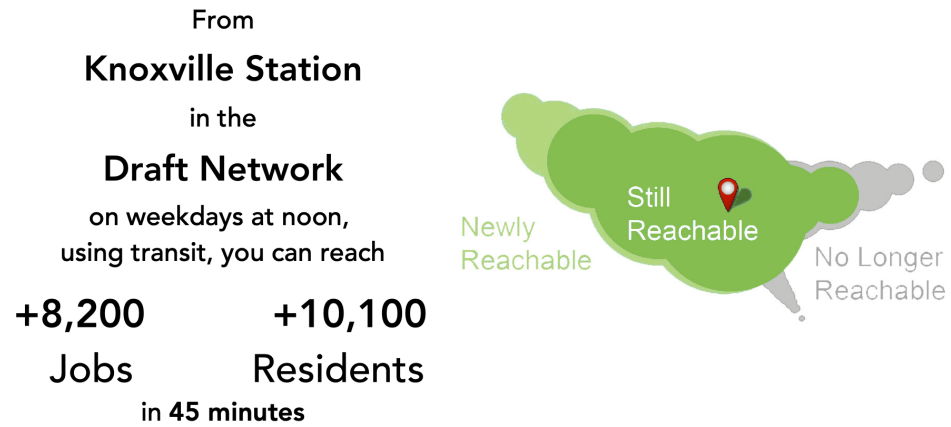 From
Knoxville Station
in the
Draft Network
on weekdays at noon,
using transit, you can reach
+8,200 +10,100
Jobs Residents
in 45 minutes
Still
Reachable
Newly
Reachable
No Longer
Reachable